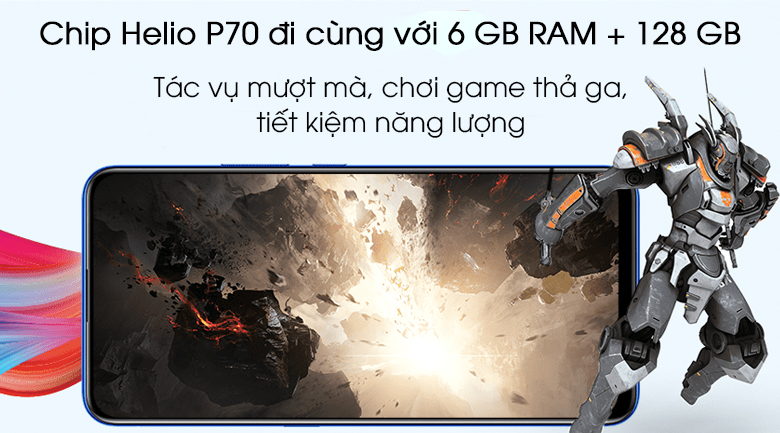 Chip Helio P70 đi cùng với 6 GB RAM + 128 GB
Tác vụ mượt mà, chơi game thả ga,
tiết kiệm năng lượng